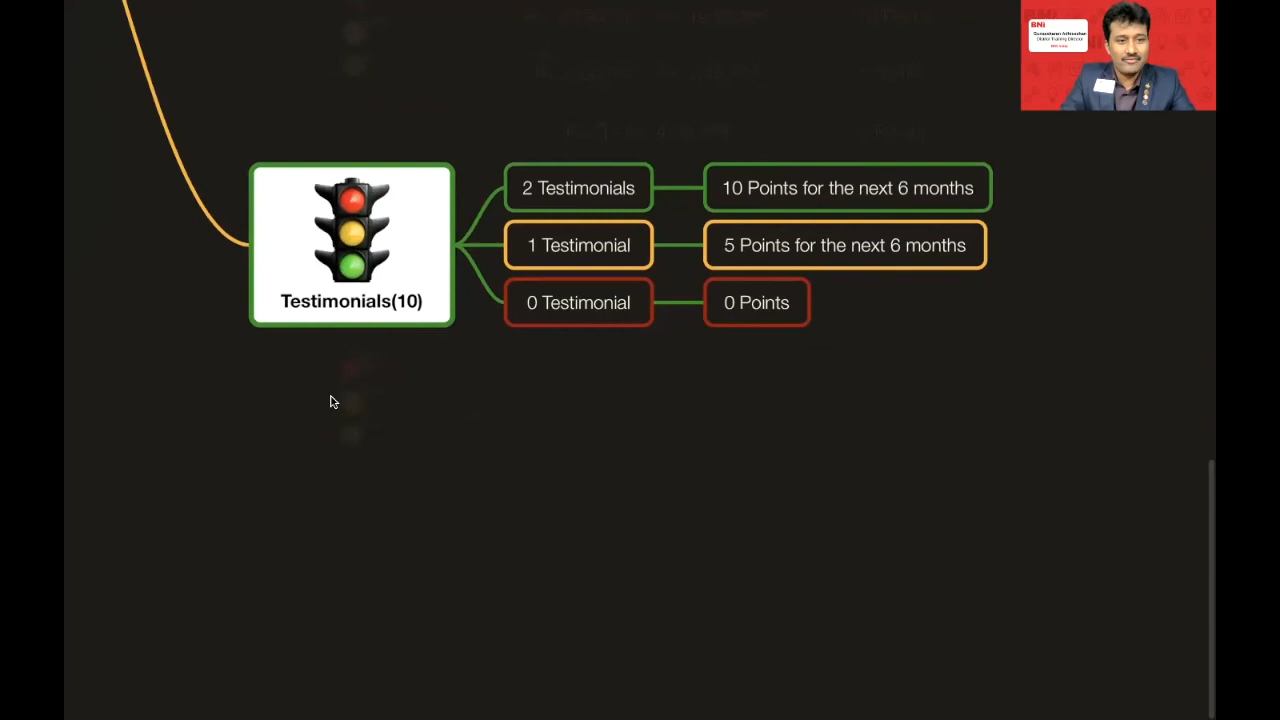 BNI
2 Testimonials
10 Points for the next 6 months
1 Testimonial
5 Points for the next 6 months
Testimonials(10)
0 Testimonial
0 Points